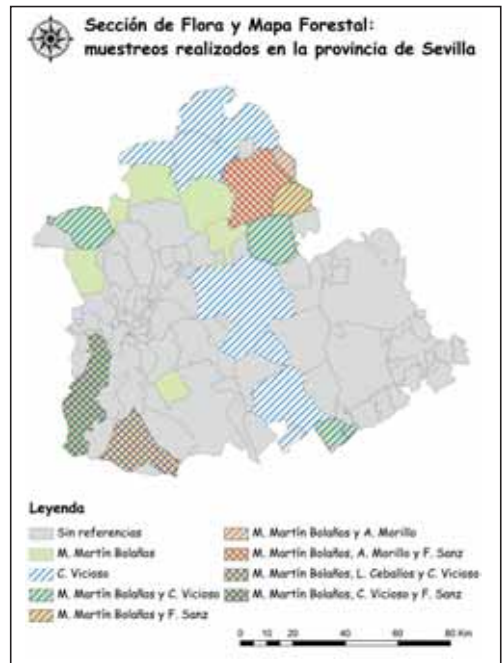 Sección de Flora y Mapa Forestal:
muestreos realizados en la provincia de Sevilla
Leyenda
Sin referencias
M. Martín Bolaños
C. Vicioso
M. Martín Bolaños y C. Vicioso
M. Martín Bolaños y F. Sanz
M. Martín Bolaños y A. Morillo
M. Martín Bolaños, A. Morillo y F. Sanz
M. Martín Bolaños, L. Ceballos y C. Vicioso
M. Martín Bolaños, C. Vicioso y F. Sanz
0 20 40 60 80 Km